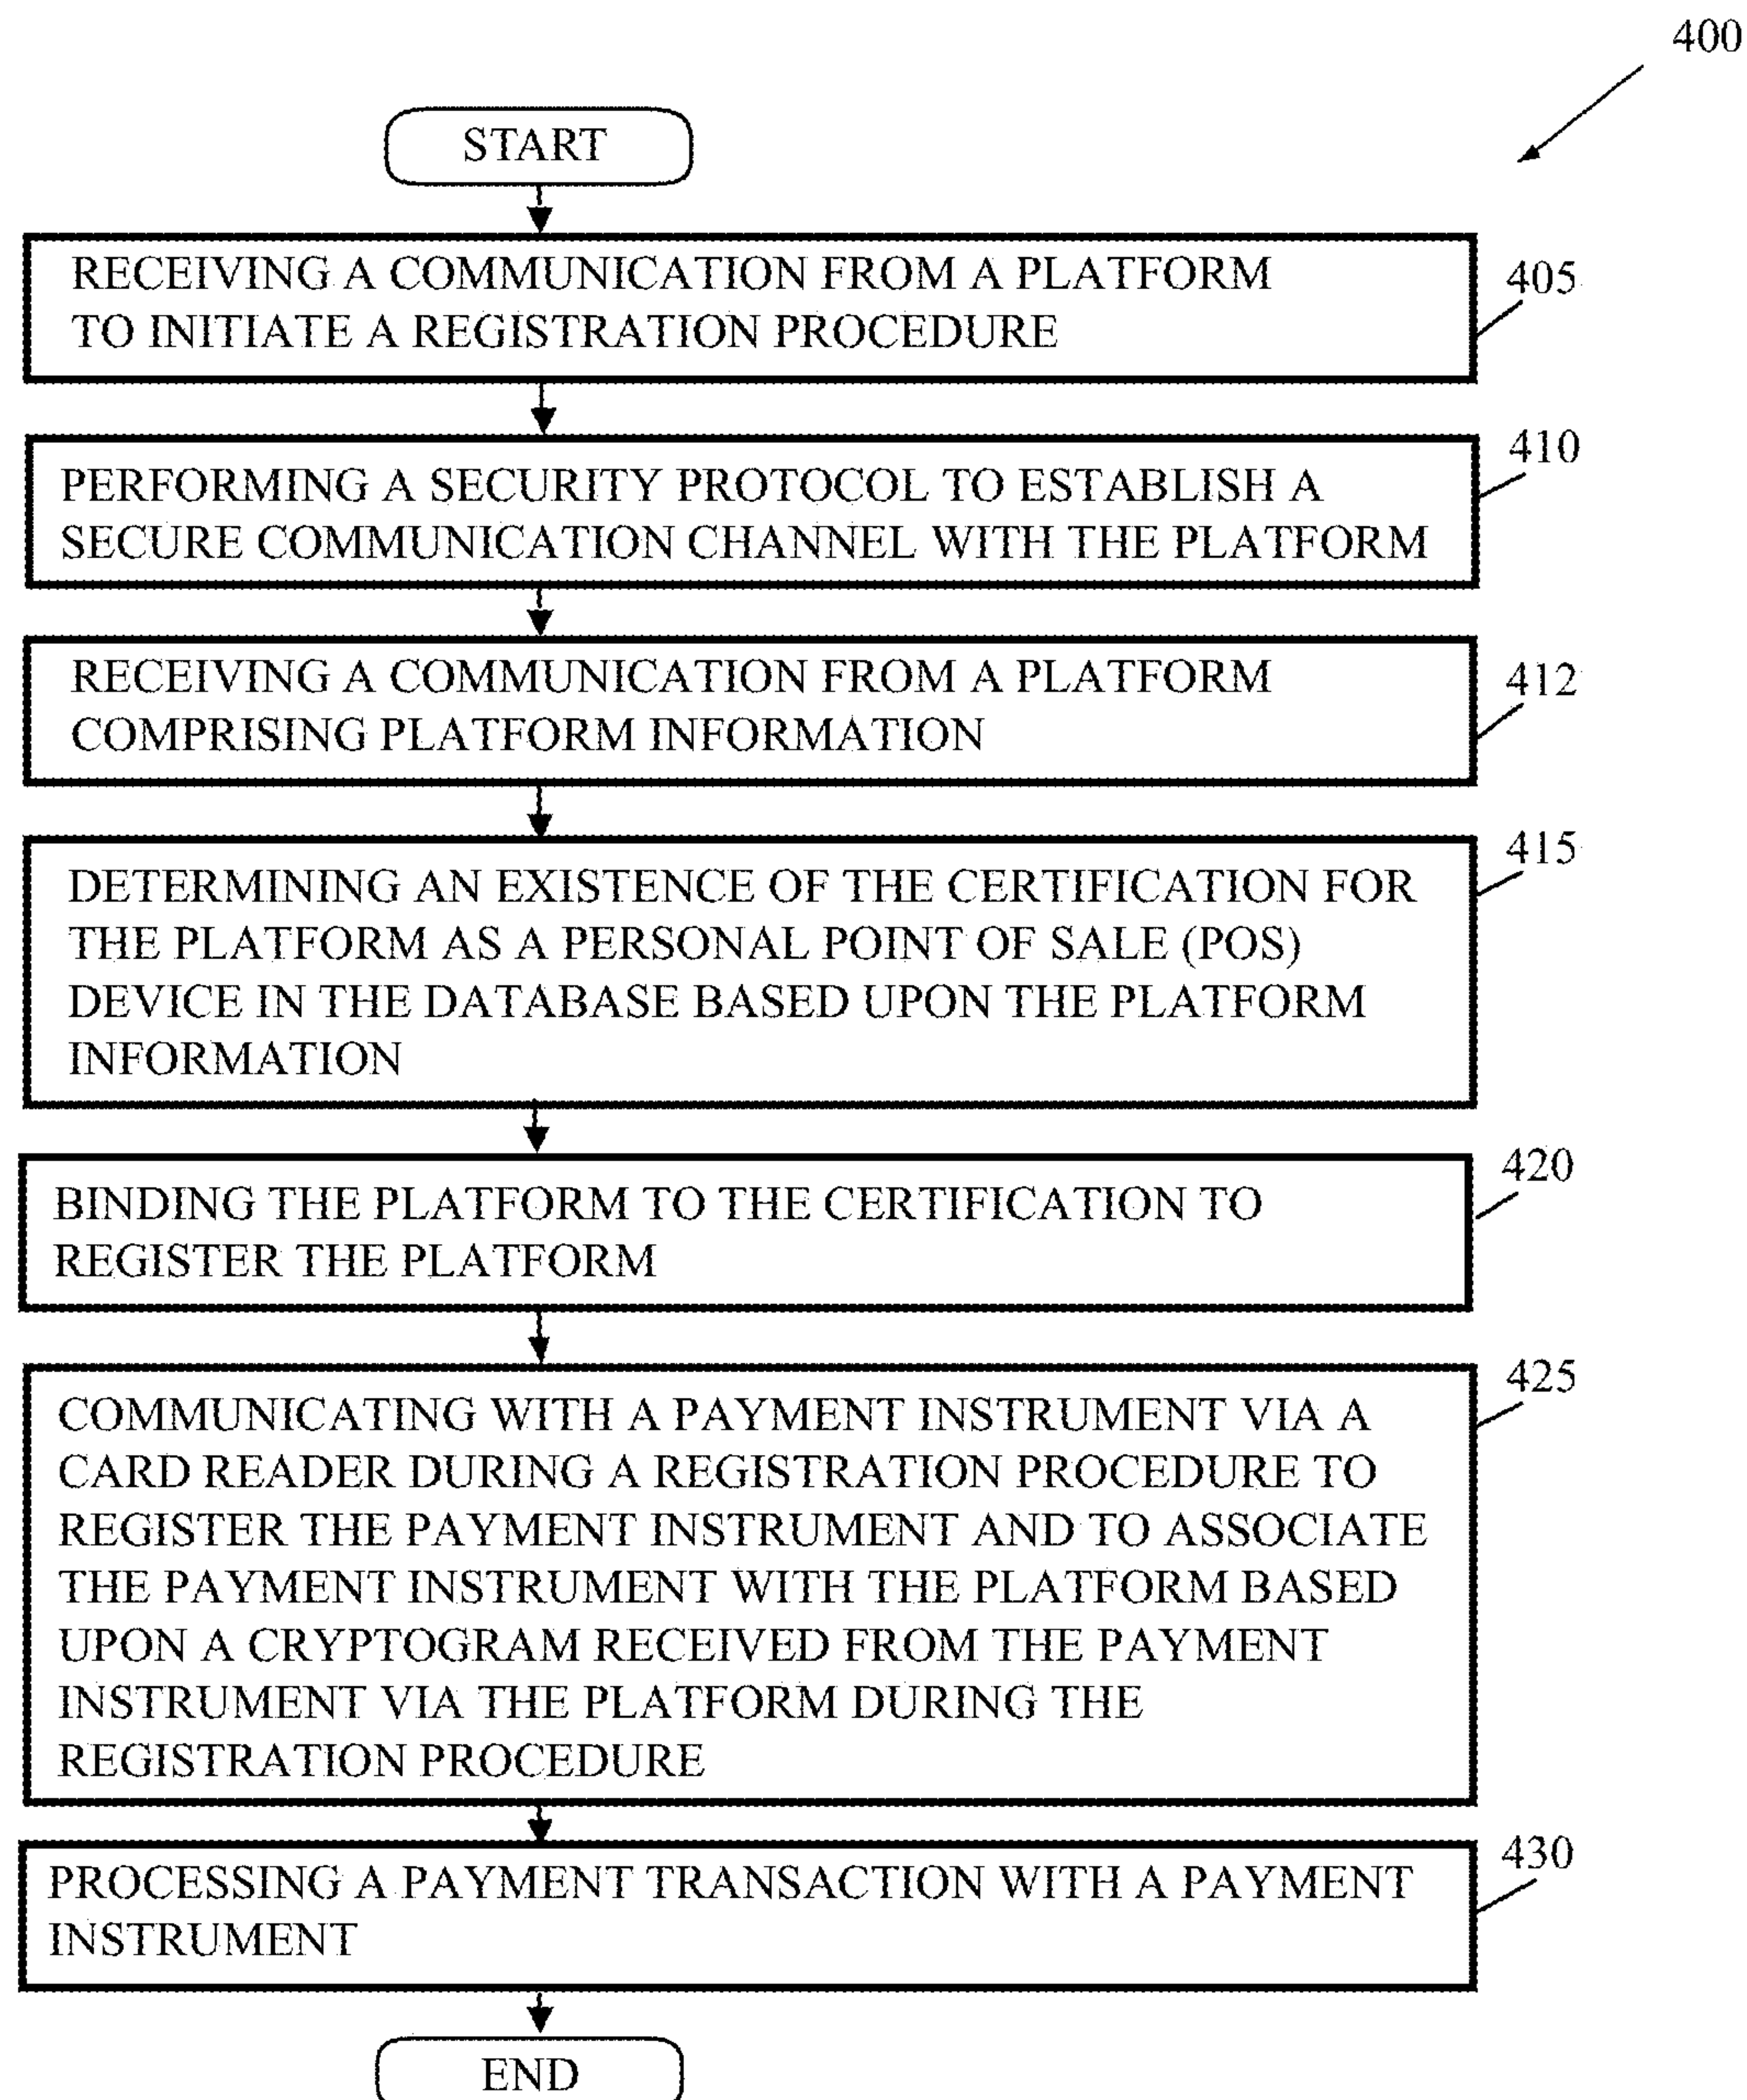 400
START
RECEIVING A COMMUNICATION FROM A PLATFORM
TO INITIATE A REGISTRATION PROCEDURE
405
PERFORMING A SECURITY PROTOCOL TO ESTABLISH A
SECURE COMMUNICATION CHANNEL WITH THE PLATFORM
410
RECEIVING A COMMUNICATION FROM A PLATFORM
COMPRISING PLATFORM INFORMATION
412
DETERMINING AN EXISTENCE OF THE CERTIFICATION FOR
THE PLATFORM AS A PERSONAL POINT OF SALE (POS)
DEVICE IN THE DATABASE BASED UPON THE PLATFORM
INFORMATION
415
BINDING THE PLATFORM TO THE CERTIFICATION TO
REGISTER THE PLATFORM
420
COMMUNICATING WITH A PAYMENT INSTRUMENT VIA A
CARD READER DURING A REGISTRATION PROCEDURE TO
REGISTER THE PAYMENT INSTRUMENT AND TO ASSOCIATE
THE PAYMENT INSTRUMENT WITH THE PLATFORM BASED
UPON A CRYPTOGRAM RECEIVED FROM THE PAYMENT
INSTRUMENT VIA THE PLATFORM DURING THE
REGISTRATION PROCEDURE
425
PROCESSING A PAYMENT TRANSACTION WITH A PAYMENT
INSTRUMENT
430
END